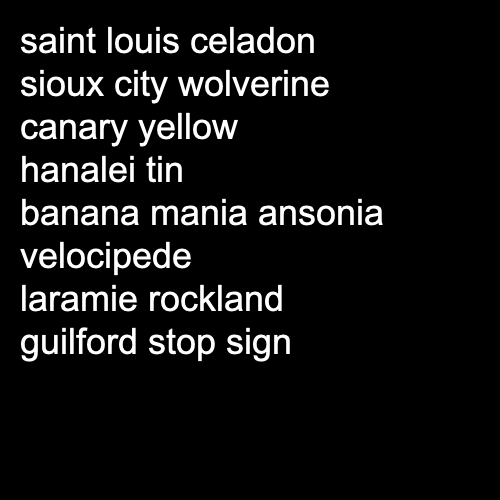 saint louis celadon
sioux city wolverine
canary yellow
hanalei tin
banana mania ansonia
velocipede
laramie rockland
guilford stop sign